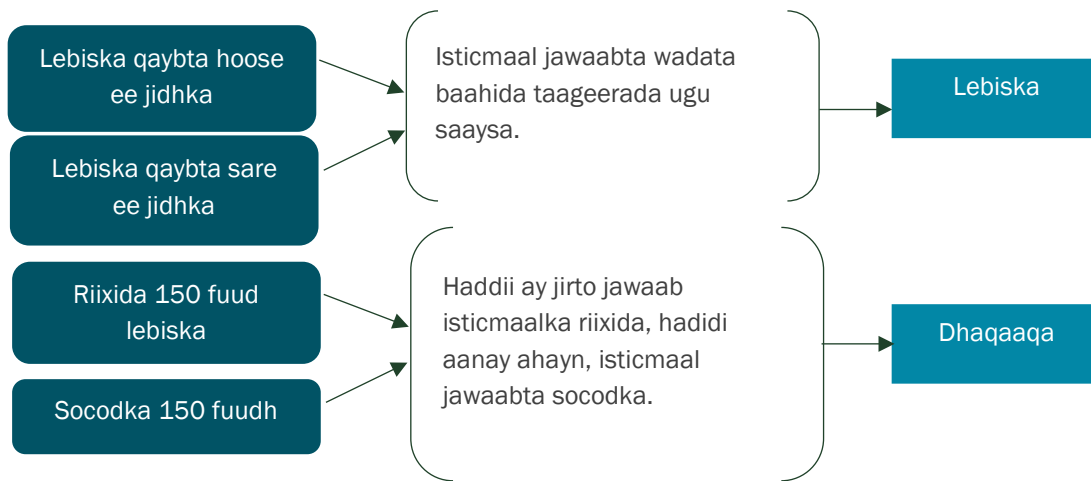 Lebiska qaybta hoose
ee jidhka
Lebiska qaybta sare
ee jidhka
Isticmaal jawaabta wadata
baahida taageerada ugu
saaysa.
Lebiska
Riixida 150 fuud
lebiska
Socodka 150 fuudh
Haddii ay jirto jawaab
isticmaalka riixida, hadidi
aanay ahayn, isticmaal
jawaabta socodka.
Dhaqaaqa